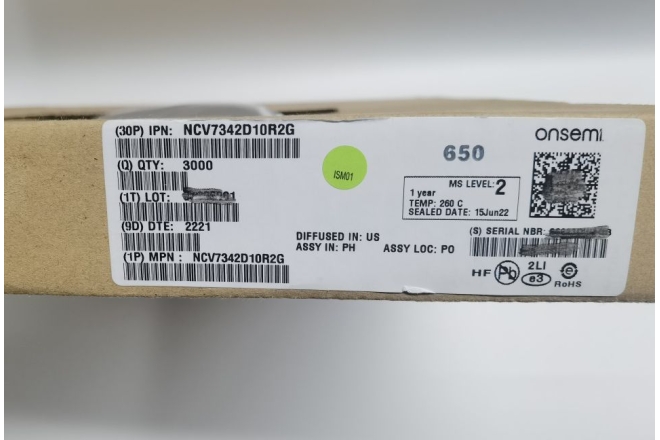 (30P) IPN: NCV7342D10R2G
(Q) QTY: 3000
(1T) LOT:
(9D) DTE: 2221
(1P) MPN : NCV7342D10R2G
ISM01
650
onsemi
1 year MS LEVEL: 2
TEMP: 260 C
SEALED DATE: 15Jun22
DIFFUSED IN: US
ASSY IN: PH ASSY LOC: PO
(S) SERIAL NBR:
HF Pb 2LI e3 RoHS